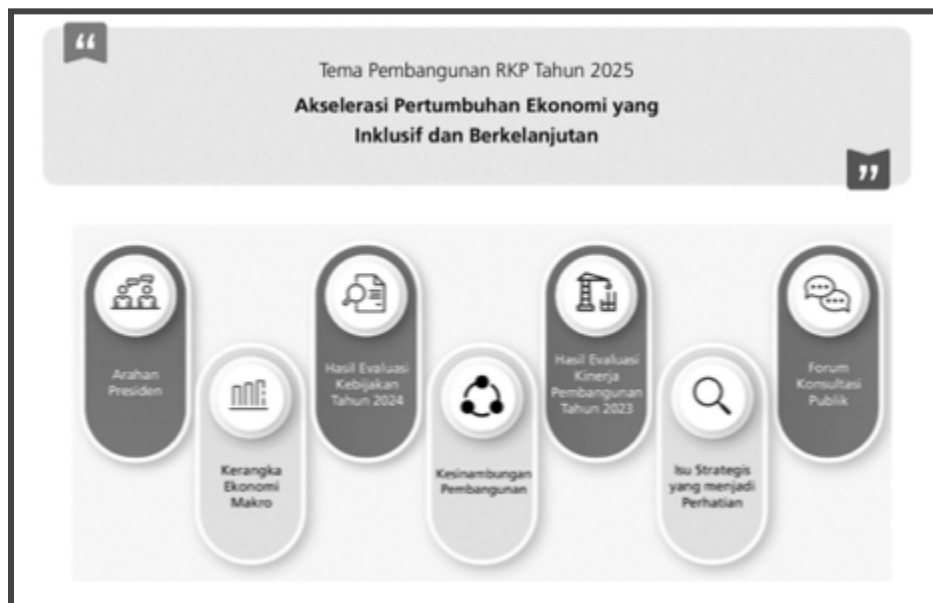 Tema Pembangunan RKP Tahun 2025
Akselerasi Pertumbuhan Ekonomi yang
Inklusif dan Berkelanjutan
Arahan
Presiden
Kerangka
Ekonomi
Makro
Hasil Evaluasi
Kebijakan
Tahun 2024
Kesinambungan
Pembangunan
Hasil Evaluasi
Kinerja
Pembangunan
Tahun 2023
Isu Strategis
yang menjadi
Perhatian
Forum
Konsultasi
Publik